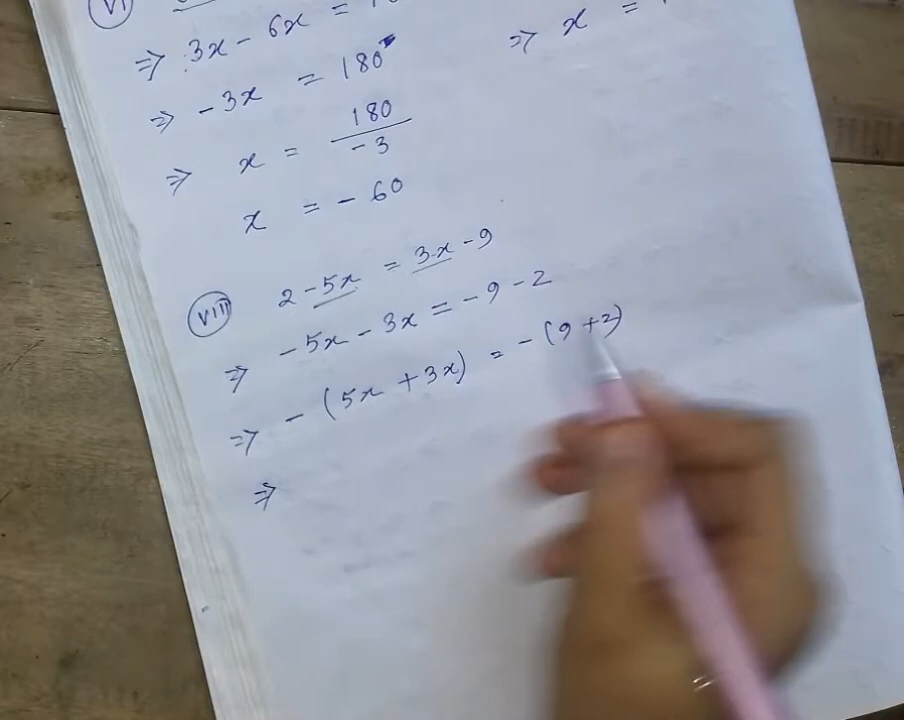 VI
⇒ 3x - 6x =
⇒ -3x = 180
⇒ x = 180/-3
x = -60
⇒ x =
VIII 2 - 5x = 3x - 9
⇒ -5x - 3x = -9 - 2
⇒ -(5x + 3x) = -(9 + 2)
⇒